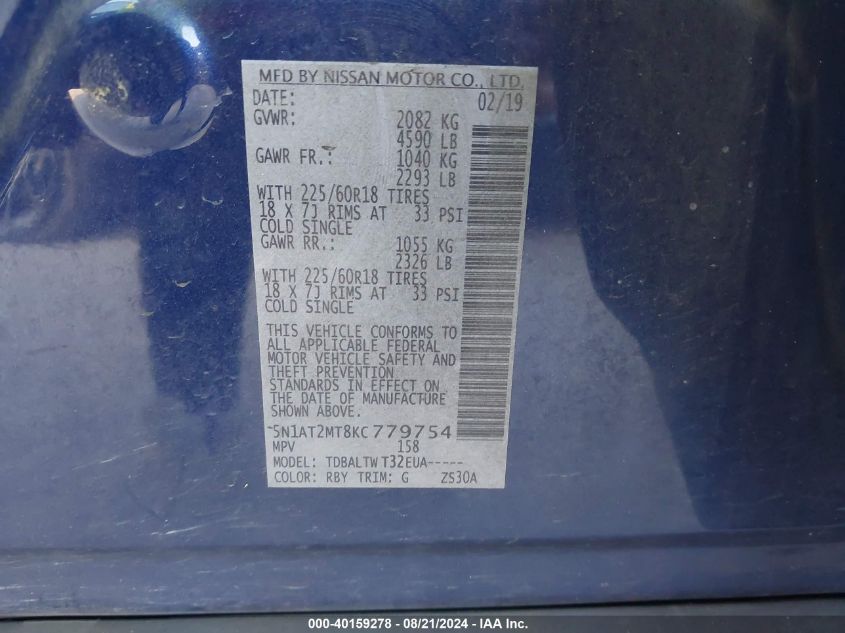 MFD BY NISSAN MOTOR CO., LTD.
DATE: 02/19
GVWR: 2082 KG
4590 LB
GAWR FR.: 1040 KG
2293 LB
WITH 225/60R18 TIRES
18 X 7J RIMS AT 33 PSI
COLD SINGLE
GAWR RR.: 1055 KG
2326 LB
WITH 225/60R18 TIRES
18 X 7J RIMS AT 33 PSI
COLD SINGLE
THIS VEHICLE CONFORMS TO
ALL APPLICABLE FEDERAL
MOTOR VEHICLE SAFETY AND
THEFT PREVENTION
STANDARDS IN EFFECT ON
THE DATE OF MANUFACTURE
SHOWN ABOVE.
5N1AT2MT8KC779754
MPV 158
MODEL: TDBALTW T32EUA-----
COLOR: RBY TRIM: G ZS30A
000-40159278 - 08/21/2024 - IAA Inc.